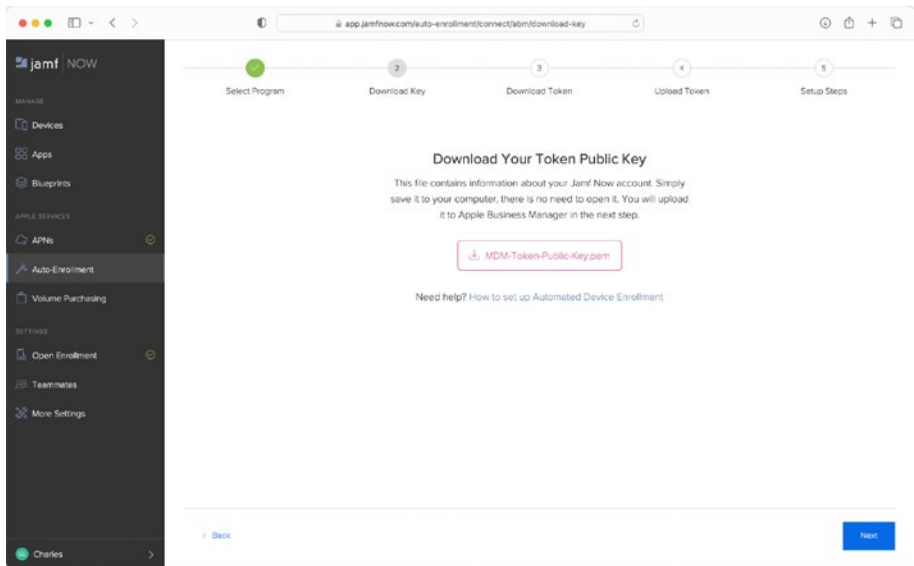 app.jamfnow.com/auto-enrollment/connect/abm/download-key
jamf NOW
MANAGE
Devices
Apps
Blueprints
APPLE SERVICES
APNs
Auto-Enrollment
Volume Purchasing
SETTINGS
Open Enrollment
Teammates
More Settings
Charles
2
3
4
5
Select Program
Download Key
Download Token
Upload Token
Setup Steps
Download Your Token Public Key
This file contains information about your Jamf Now account. Simply
save it to your computer, there is no need to open it. You will upload
it to Apple Business Manager in the next step.
MDM-Token-Public-Key.pem
Need help? How to set up Automated Device Enrollment
Back
Next